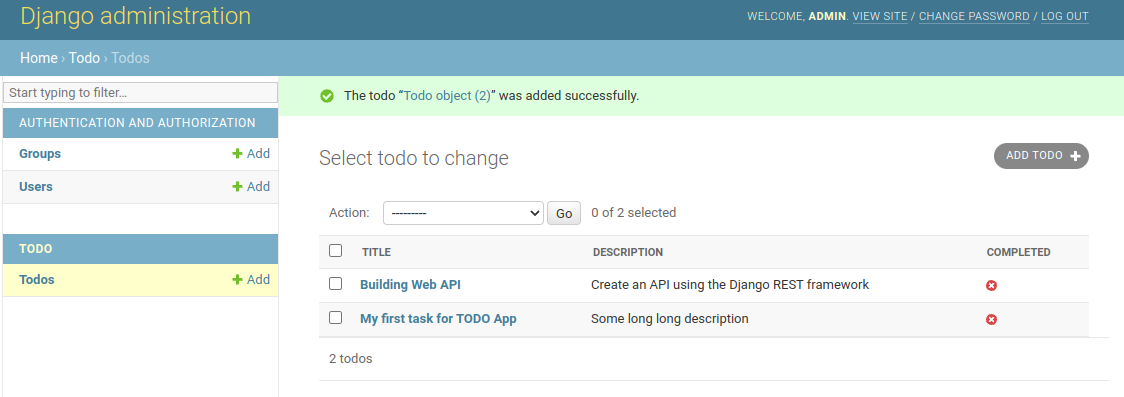 Django administration
WELCOME, ADMIN. VIEW SITE / CHANGE PASSWORD / LOG OUT
Home › Todo › Todos
Start typing to filter...
The todo “Todo object (2)” was added successfully.
AUTHENTICATION AND AUTHORIZATION
Groups + Add
Users + Add
TODO
Todos + Add
Select todo to change
ADD TODO +
Action: --------- Go 0 of 2 selected
TITLE DESCRIPTION COMPLETED
Building Web API Create an API using the Django REST framework
My first task for TODO App Some long long description
2 todos